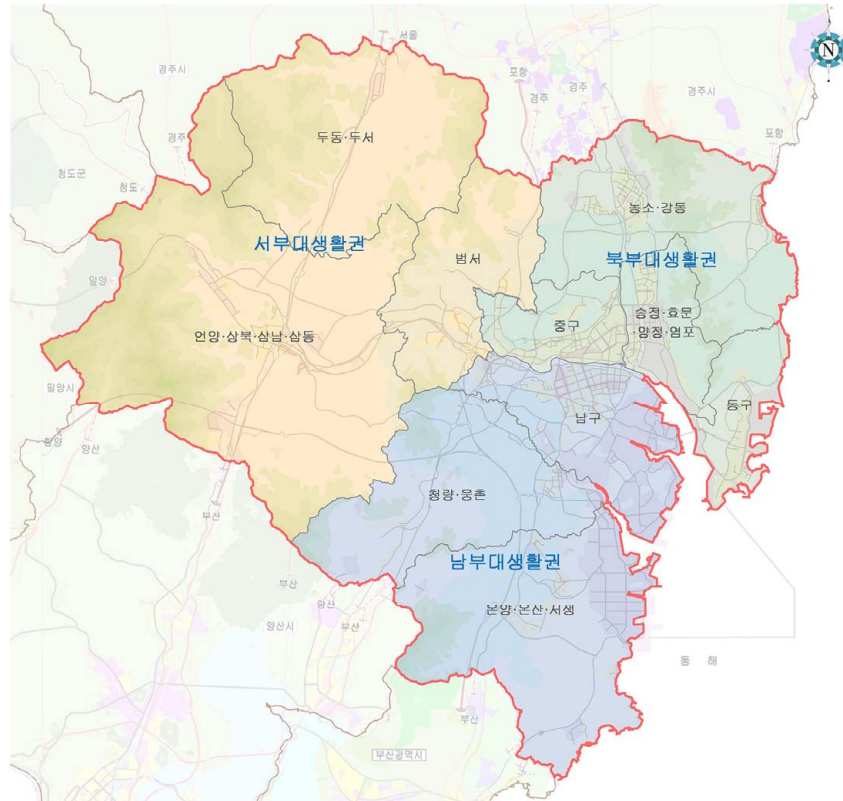 서울
경주시
포항
경주
경주
경주시
N
포항
두동·두서
경주
청도군
청도
농소·강동
서부대생활권
범서
북부대생활권
밀양
중구
송정·효문
·양정·염포
언양·상북·삼남·삼동
밀양시
함양
양산
남구
동구
부산
청량·웅촌
남부대생활권
부산
양산
양산시
부산
온양·온산·서생
동 해
부산
부산광역시